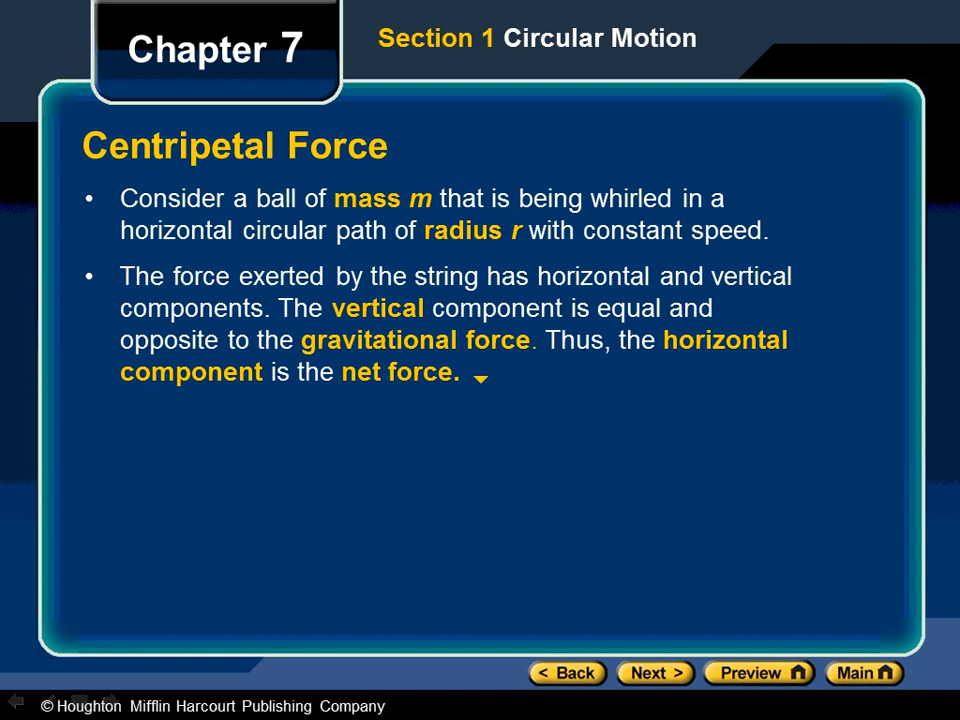 Chapter 7
Section 1 Circular Motion
Centripetal Force
• Consider a ball of mass m that is being whirled in a
horizontal circular path of radius r with constant speed.
• The force exerted by the string has horizontal and vertical
components. The vertical component is equal and
opposite to the gravitational force. Thus, the horizontal
component is the net force.
< Back Next > Preview Main
© Houghton Mifflin Harcourt Publishing Company